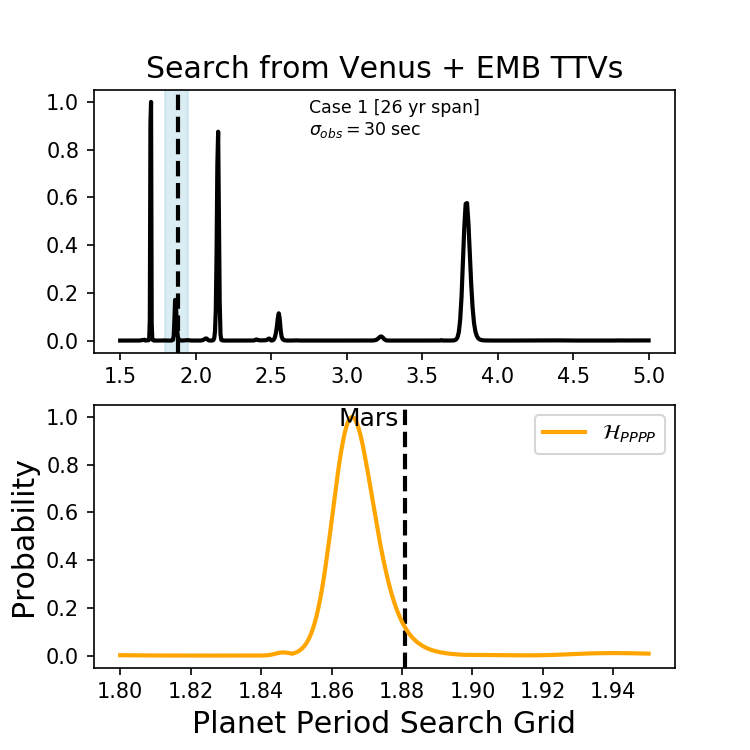 Search from Venus + EMB TTVs
Case 1 [26 yr span]
σ_obs = 30 sec
1.0
0.8
0.6
0.4
0.2
0.0
1.5 2.0 2.5 3.0 3.5 4.0 4.5 5.0
Mars
ℋ_PPPP
Probability
1.0
0.8
0.6
0.4
0.2
0.0
1.80 1.82 1.84 1.86 1.88 1.90 1.92 1.94
Planet Period Search Grid